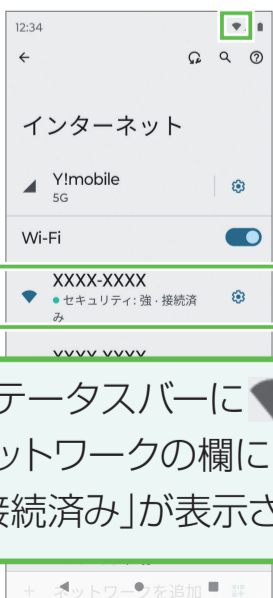 12:34
インターネット
Y!mobile
5G
Wi-Fi
XXXX-XXXX
セキュリティ: 強・接続済
み
XXXX-XXXX
テータスバーに
ットワークの欄に
接続済み」が表示さ
+ ネットワークを追加